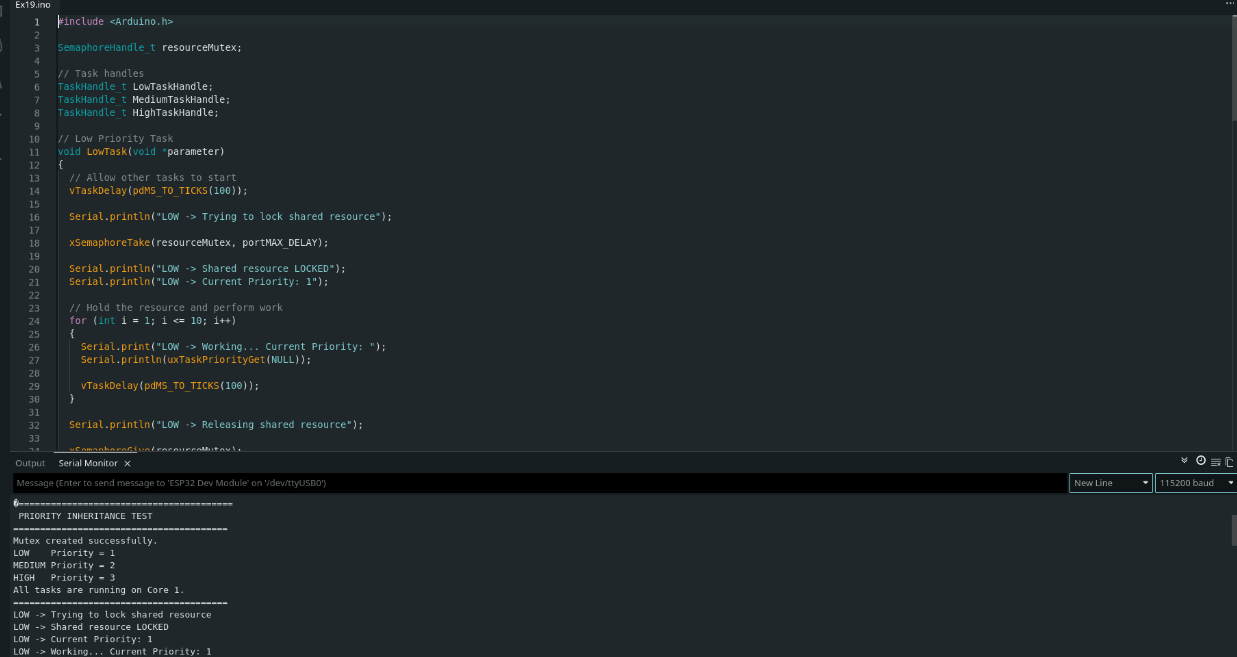 Ex19.ino
1 #include <Arduino.h>
2
3 SemaphoreHandle_t resourceMutex;
4
5 // Task handles
6 TaskHandle_t LowTaskHandle;
7 TaskHandle_t MediumTaskHandle;
8 TaskHandle_t HighTaskHandle;
9
10 // Low Priority Task
11 void LowTask(void *parameter)
12 {
13   // Allow other tasks to start
14   vTaskDelay(pdMS_TO_TICKS(100));
15
16   Serial.println("LOW -> Trying to lock shared resource");
17
18   xSemaphoreTake(resourceMutex, portMAX_DELAY);
19
20   Serial.println("LOW -> Shared resource LOCKED");
21   Serial.println("LOW -> Current Priority: 1");
22
23   // Hold the resource and perform work
24   for (int i = 1; i <= 10; i++)
25   {
26     Serial.print("LOW -> Working... Current Priority: ");
27     Serial.println(uxTaskPriorityGet(NULL));
28
29     vTaskDelay(pdMS_TO_TICKS(100));
30   }
31
32   Serial.println("LOW -> Releasing shared resource");
33
34   xSemaphoreGive(resourceMutex);
Output Serial Monitor ×
Message (Enter to send message to 'ESP32 Dev Module' on '/dev/ttyUSB0') New Line 115200 baud
�========================================
 PRIORITY INHERITANCE TEST
========================================
Mutex created successfully.
LOW    Priority = 1
MEDIUM Priority = 2
HIGH   Priority = 3
All tasks are running on Core 1.
========================================
LOW -> Trying to lock shared resource
LOW -> Shared resource LOCKED
LOW -> Current Priority: 1
LOW -> Working... Current Priority: 1